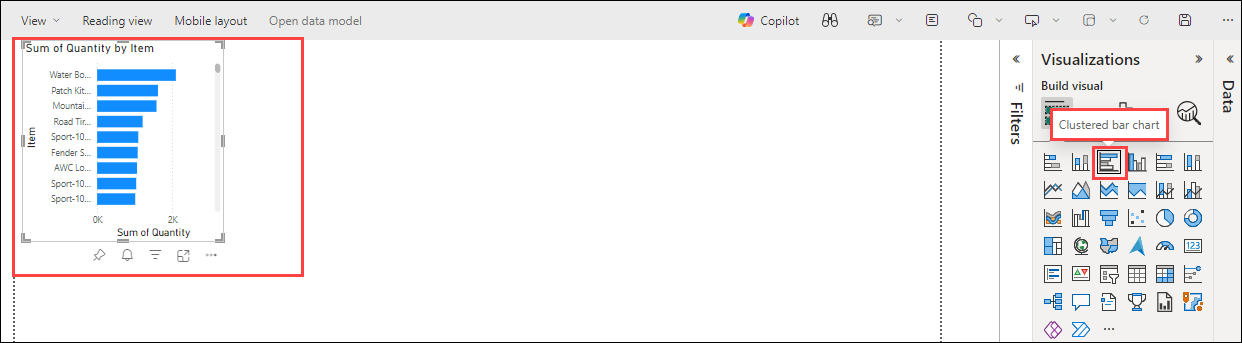 View Reading view Mobile layout Open data model Copilot
Sum of Quantity by Item
Water Bo...
Patch Kit...
Mountai...
Road Tir...
Sport-10...
Fender S...
AWC Lo...
Sport-10...
Sport-10...
Item
0K 2K
Sum of Quantity
Filters
Visualizations
Build visual
Clustered bar chart
123
Data